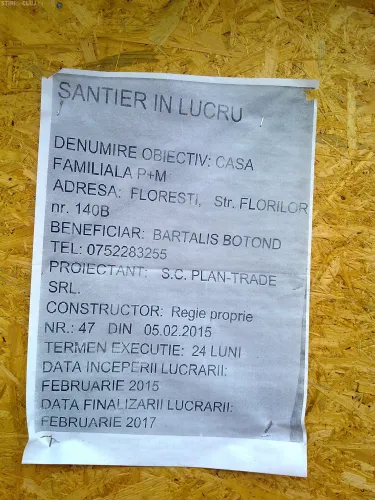 STIRI CLUJ
SANTIER IN LUCRU
DENUMIRE OBIECTIV: CASA
FAMILIALA P+M
ADRESA: FLORESTI, Str. FLORILOR
nr. 140B
BENEFICIAR: BARTALIS BOTOND
TEL: 0752283255
PROIECTANT: S.C. PLAN-TRADE
SRL.
CONSTRUCTOR: Regie proprie
NR.: 47 DIN 05.02.2015
TERMEN EXECUTIE: 24 LUNI
DATA INCEPERII LUCRARII:
FEBRUARIE 2015
DATA FINALIZARII LUCRARII:
FEBRUARIE 2017